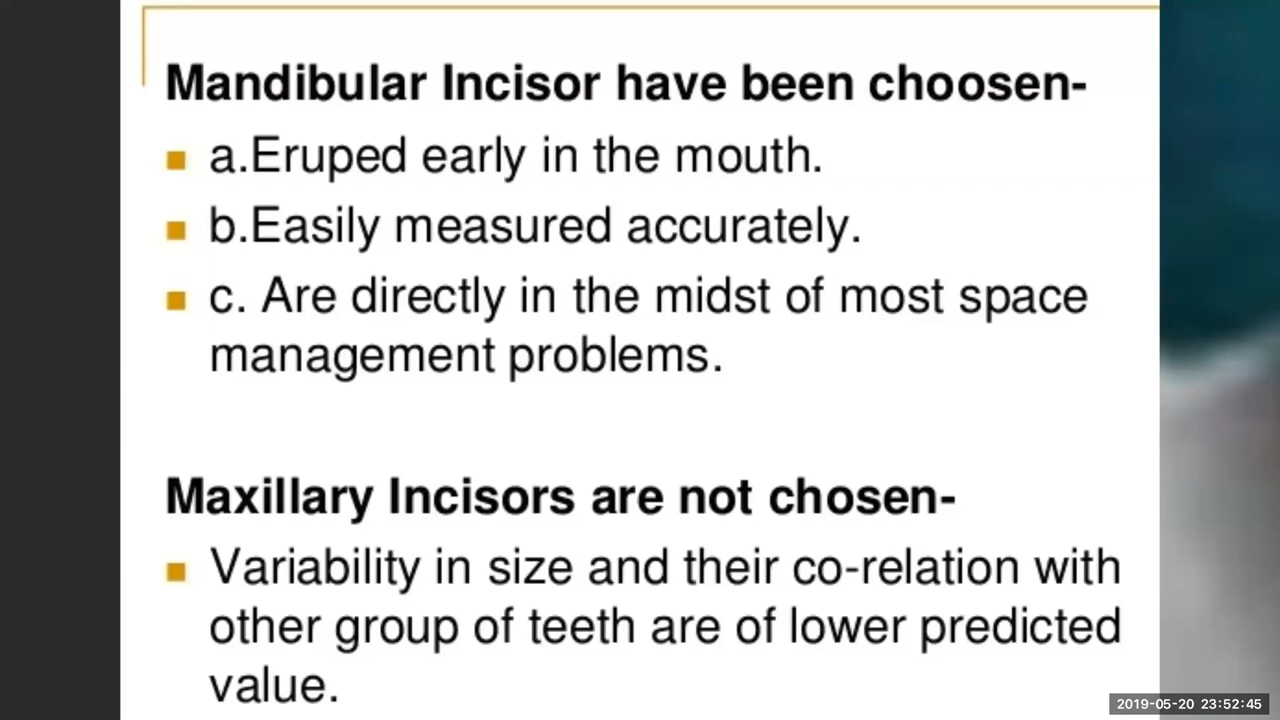 Mandibular Incisor have been choosen-
a.Eruped early in the mouth.
b.Easily measured accurately.
c. Are directly in the midst of most space
management problems.
Maxillary Incisors are not chosen-
Variability in size and their co-relation with
other group of teeth are of lower predicted
value.
2019-05-20 23:52:45